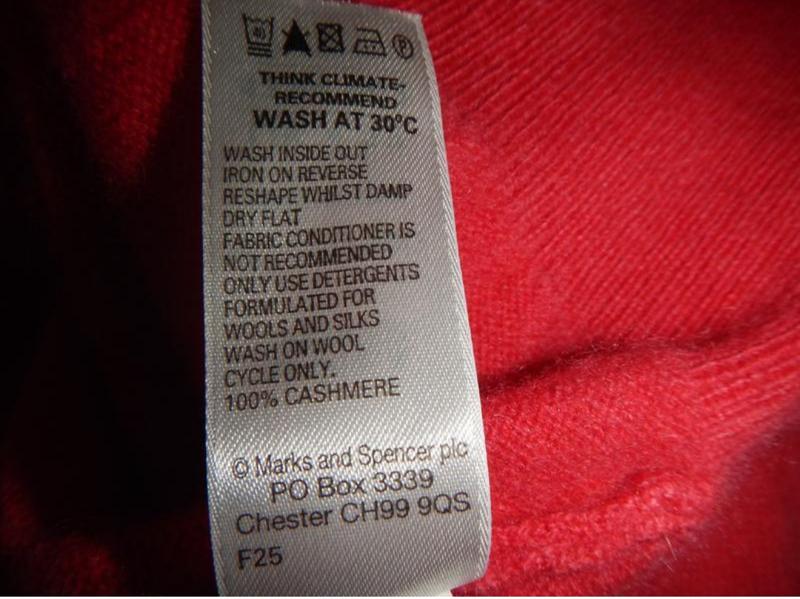 40
P
THINK CLIMATE-
RECOMMEND
WASH AT 30°C
WASH INSIDE OUT
IRON ON REVERSE
RESHAPE WHILST DAMP
DRY FLAT
FABRIC CONDITIONER IS
NOT RECOMMENDED
ONLY USE DETERGENTS
FORMULATED FOR
WOOLS AND SILKS
WASH ON WOOL
CYCLE ONLY.
100% CASHMERE
© Marks and Spencer plc
PO Box 3339
Chester CH99 9QS
F25